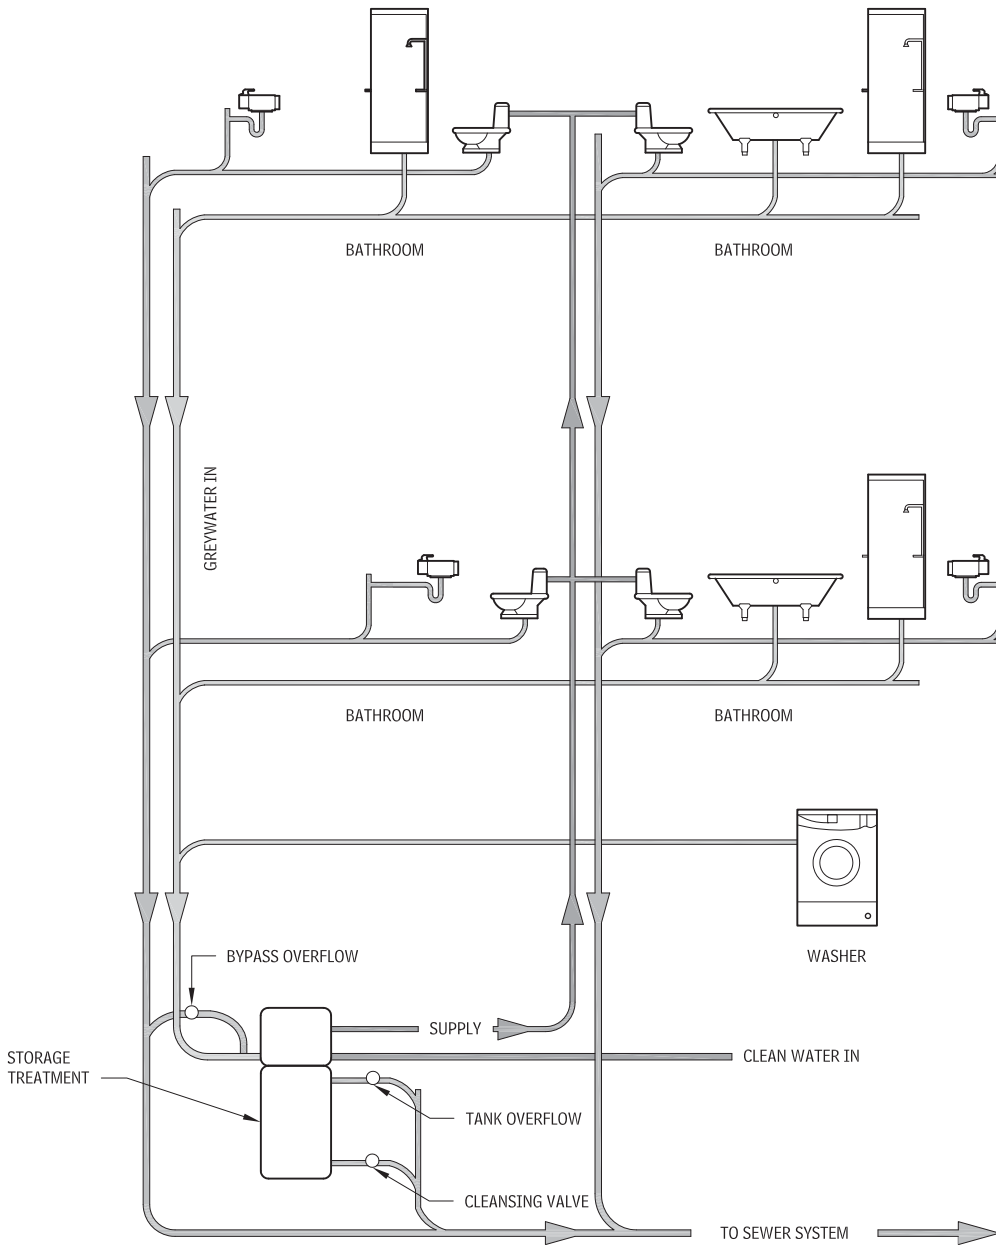 BATHROOM
BATHROOM
GREYWATER IN
BATHROOM
BATHROOM
BYPASS OVERFLOW
WASHER
SUPPLY
STORAGE
TREATMENT
CLEAN WATER IN
TANK OVERFLOW
CLEANSING VALVE
TO SEWER SYSTEM